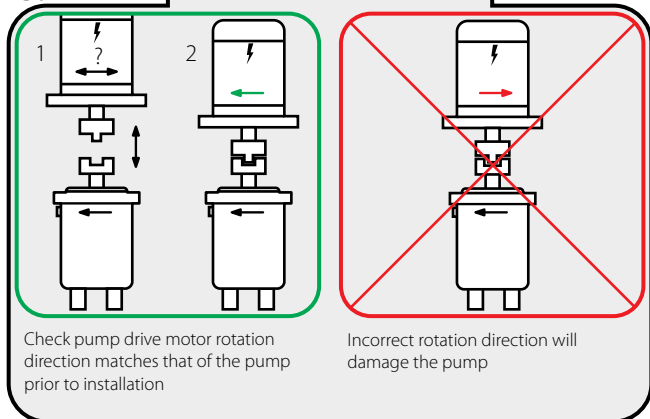 1
?
2
Check pump drive motor rotation
direction matches that of the pump
prior to installation
Incorrect rotation direction will
damage the pump